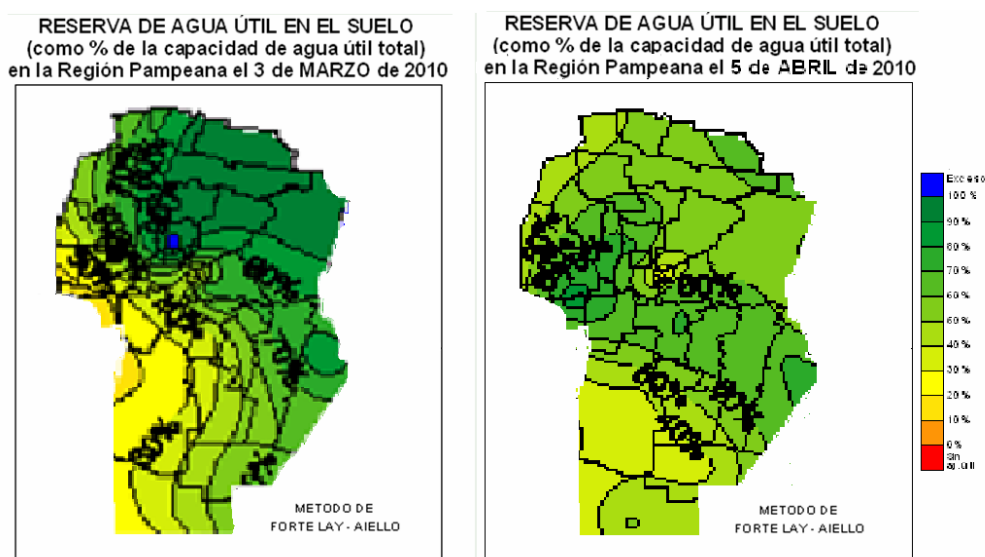 RESERVA DE AGUA ÚTIL EN EL SUELO
(como % de la capacidad de agua útil total)
en la Región Pampeana el 3 de MARZO de 2010
METODO DE
FORTE LAY - AIELLO
RESERVA DE AGUA ÚTIL EN EL SUELO
(como % de la capacidad de agua útil total)
en la Región Pampeana el 5 de ABRIL de 2010
METODO DE
FORTE LAY - AIELLO
Exceso
100 %
90 %
80 %
70 %
60 %
50 %
40 %
30 %
20 %
10 %
0 %
Sin
ag. útil